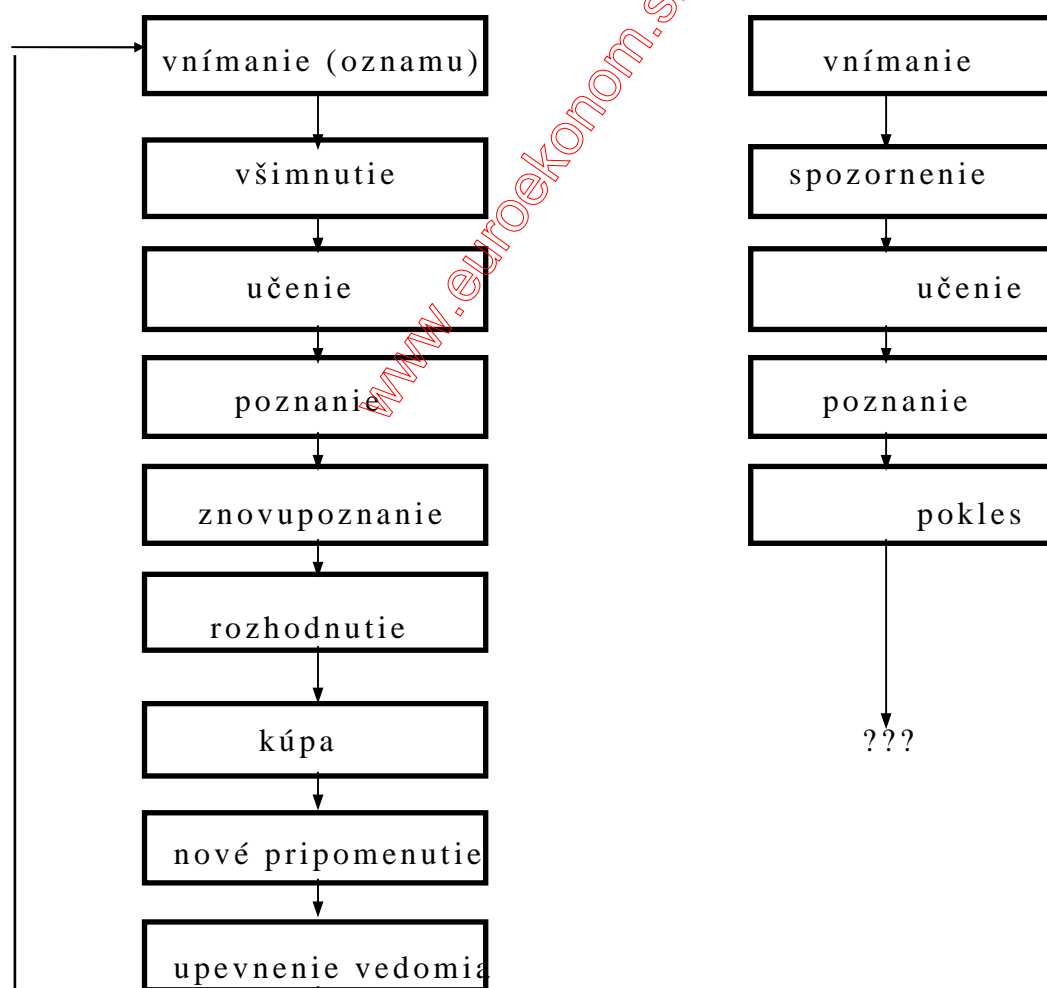 vnímanie (oznamu)
všimnutie
učenie
poznanie
znovupoznanie
rozhodnutie
kúpa
nové pripomenutie
upevnenie vedomia
vnímanie
spozornenie
učenie
poznanie
pokles
???
www.euroekonom.s